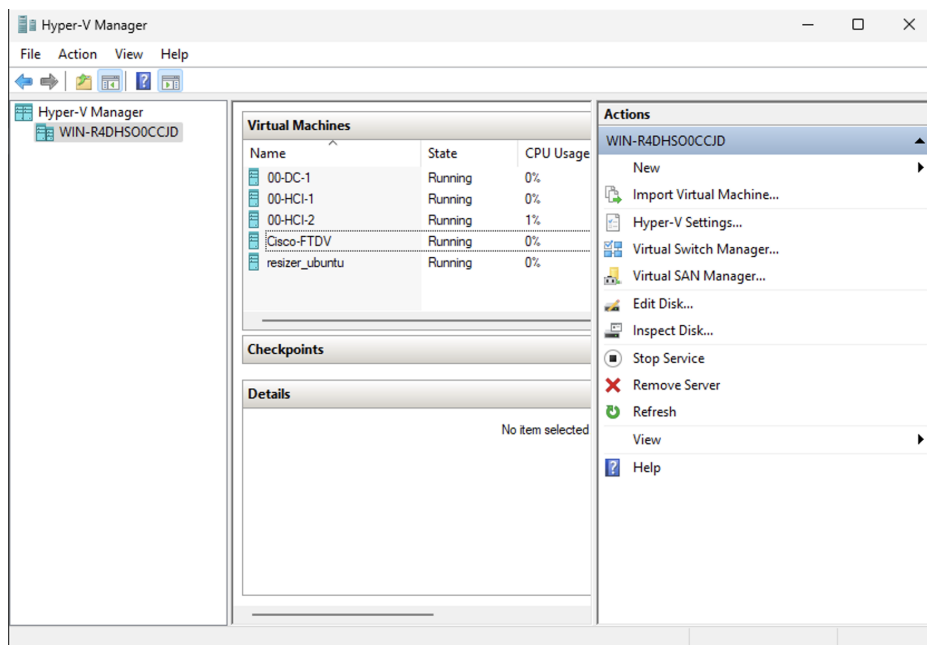 Hyper-V Manager
File Action View Help
Hyper-V Manager
WIN-R4DHSO0CCJD
Virtual Machines
Name State CPU Usage
00-DC-1 Running 0%
00-HCI-1 Running 0%
00-HCI-2 Running 1%
Cisco-FTDV Running 0%
resizer_ubuntu Running 0%
Checkpoints
Details
No item selected
Actions
WIN-R4DHSO0CCJD
New
Import Virtual Machine...
Hyper-V Settings...
Virtual Switch Manager...
Virtual SAN Manager...
Edit Disk...
Inspect Disk...
Stop Service
Remove Server
Refresh
View
Help